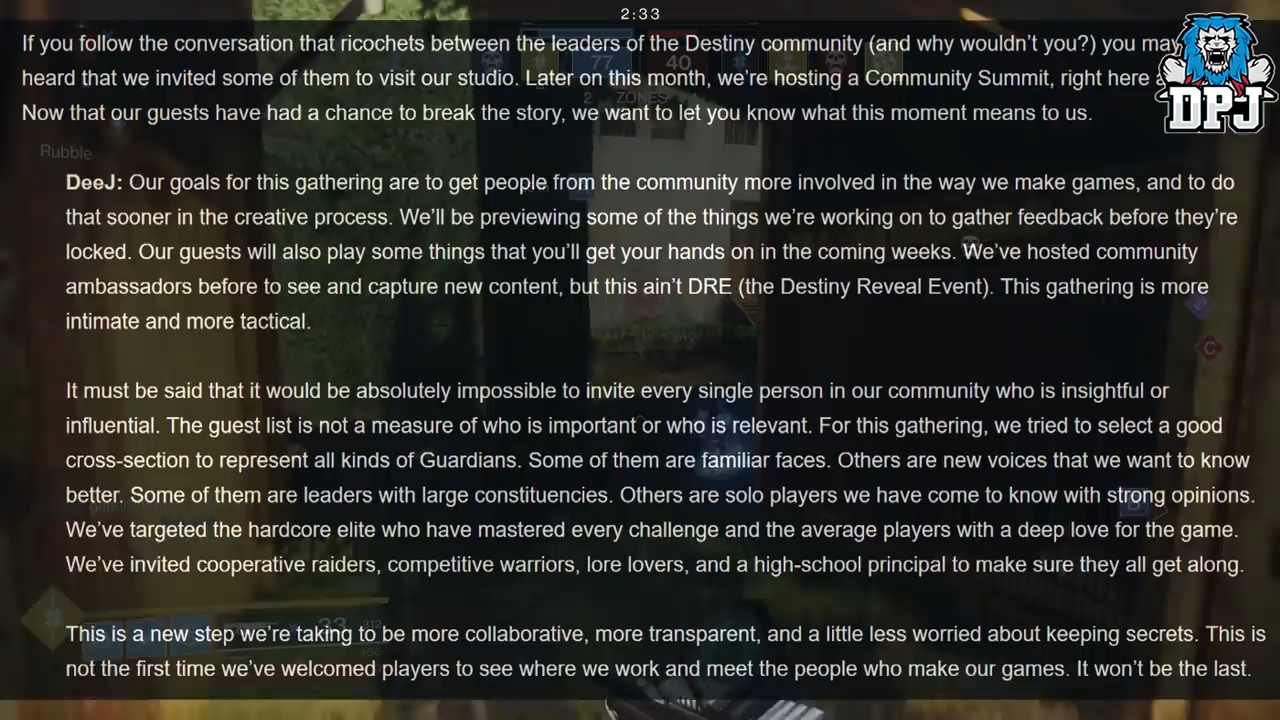 2:33
If you follow the conversation that ricochets between the leaders of the Destiny community (and why wouldn't you?) you may
heard that we invited some of them to visit our studio. Later on this month, we're hosting a Community Summit, right here
Now that our guests have had a chance to break the story, we want to let you know what this moment means to us.
DPJ
77
40
2 ZONES
Rubble
DeeJ: Our goals for this gathering are to get people from the community more involved in the way we make games, and to do
that sooner in the creative process. We'll be previewing some of the things we're working on to gather feedback before they're
locked. Our guests will also play some things that you'll get your hands on in the coming weeks. We've hosted community
ambassadors before to see and capture new content, but this ain't DRE (the Destiny Reveal Event). This gathering is more
intimate and more tactical.
C
It must be said that it would be absolutely impossible to invite every single person in our community who is insightful or
influential. The guest list is not a measure of who is important or who is relevant. For this gathering, we tried to select a good
cross-section to represent all kinds of Guardians. Some of them are familiar faces. Others are new voices that we want to know
better. Some of them are leaders with large constituencies. Others are solo players we have come to know with strong opinions.
We've targeted the hardcore elite who have mastered every challenge and the average players with a deep love for the game.
We've invited cooperative raiders, competitive warriors, lore lovers, and a high-school principal to make sure they all get along.
B
33
This is a new step we're taking to be more collaborative, more transparent, and a little less worried about keeping secrets. This is
not the first time we've welcomed players to see where we work and meet the people who make our games. It won't be the last.